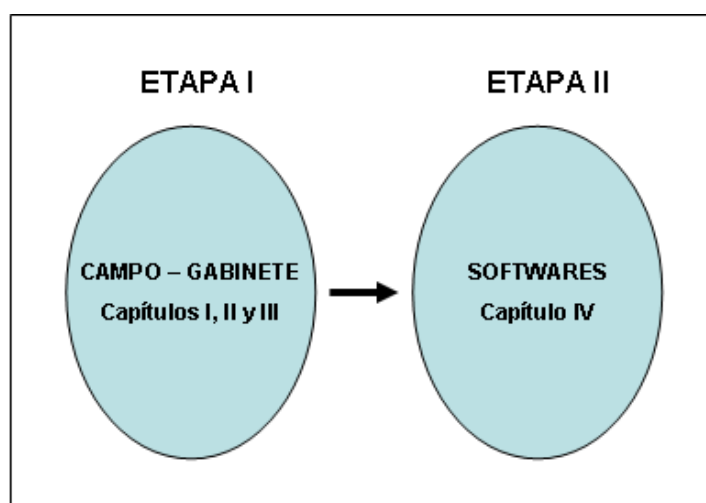 ETAPA I
CAMPO – GABINETE
Capítulos I, II y III
ETAPA II
SOFTWARES
Capítulo IV